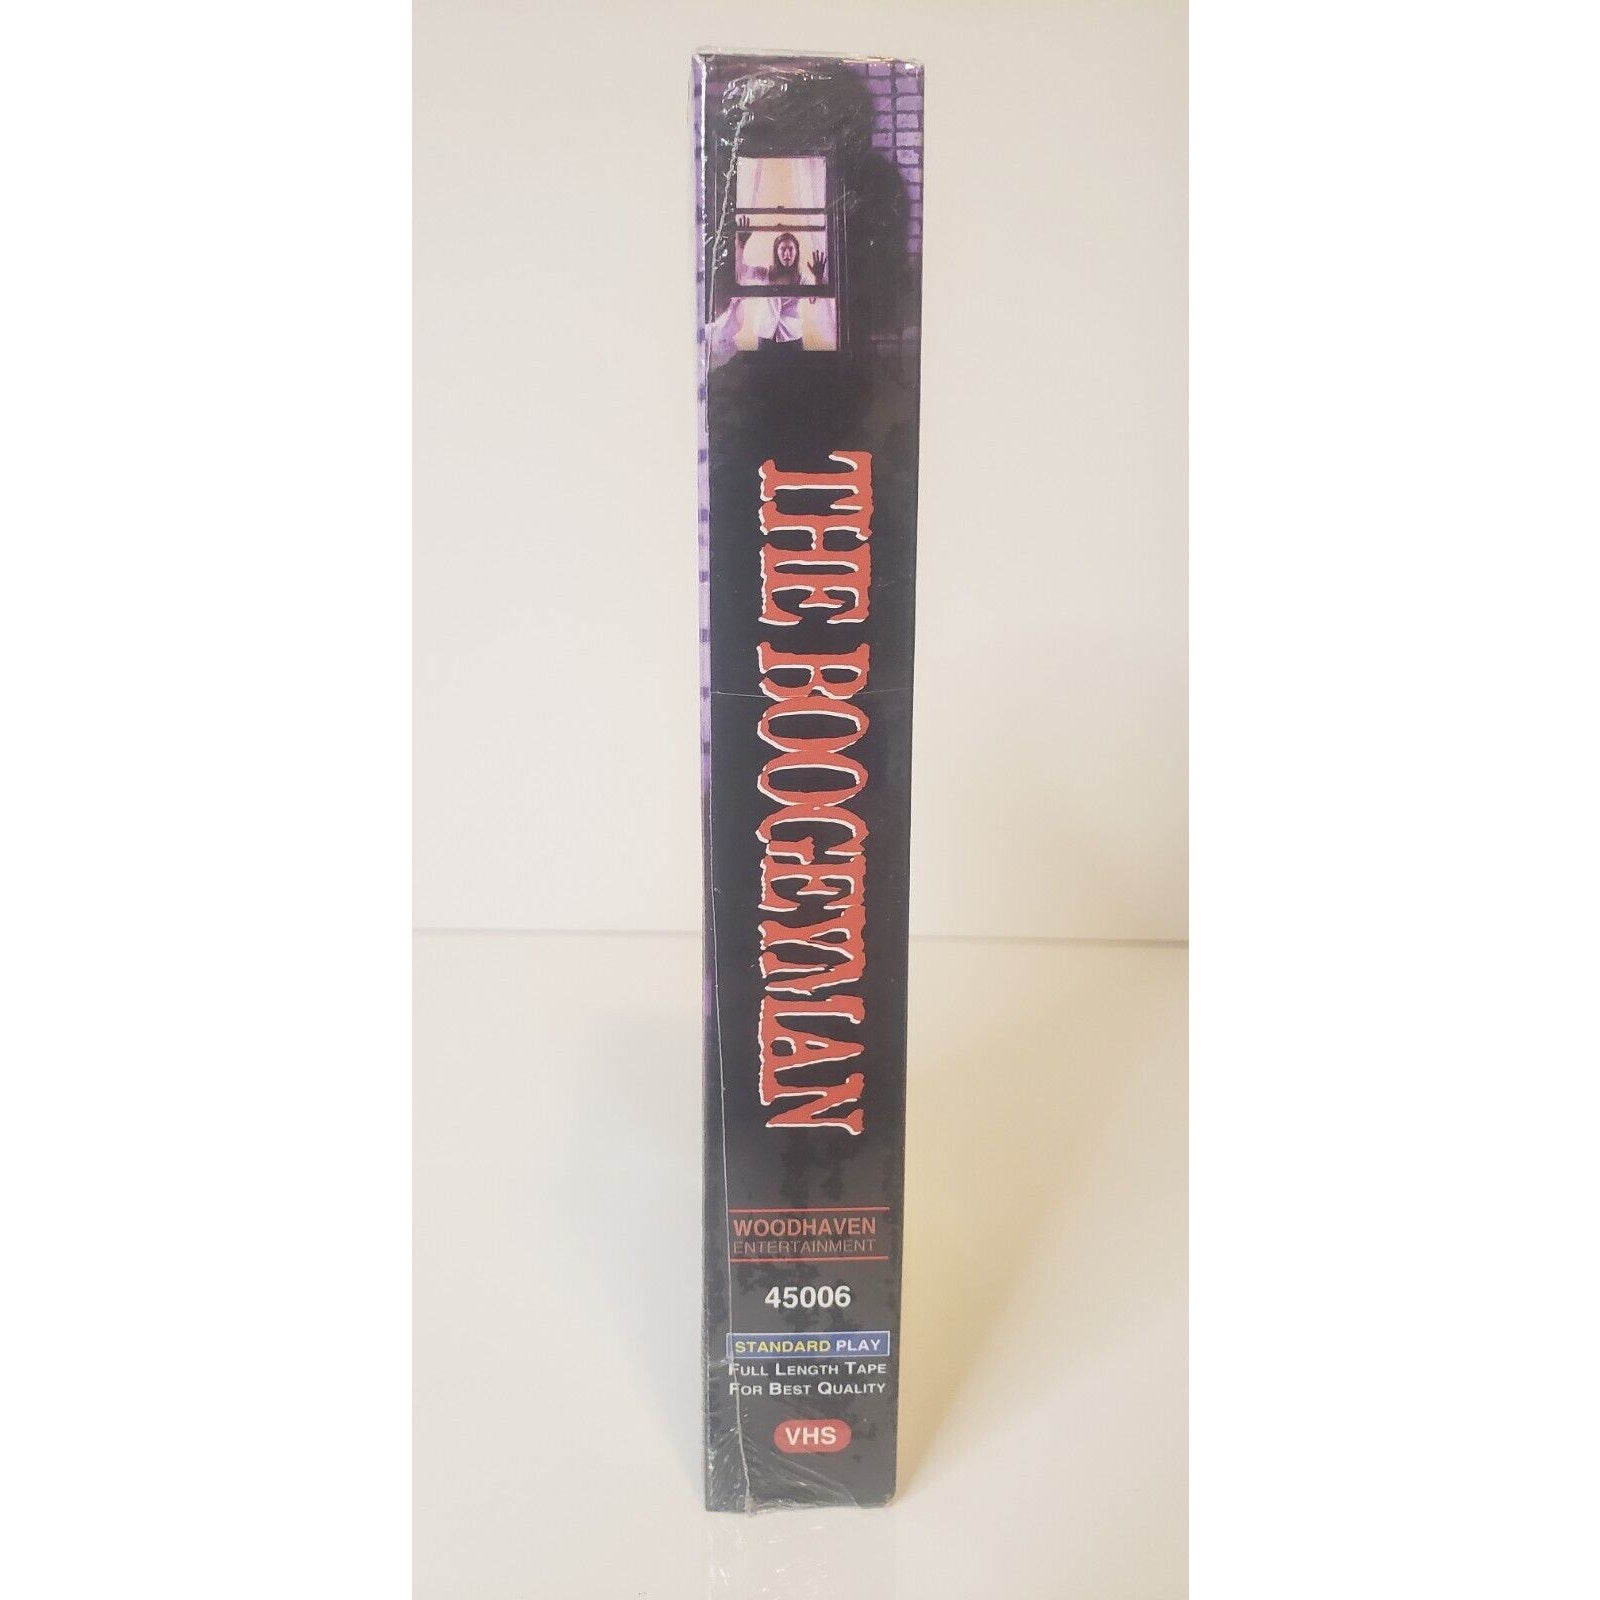 THE BOOGEYMAN
WOODHAVEN
ENTERTAINMENT
45006
STANDARD PLAY
FULL LENGTH TAPE
FOR BEST QUALITY
VHS